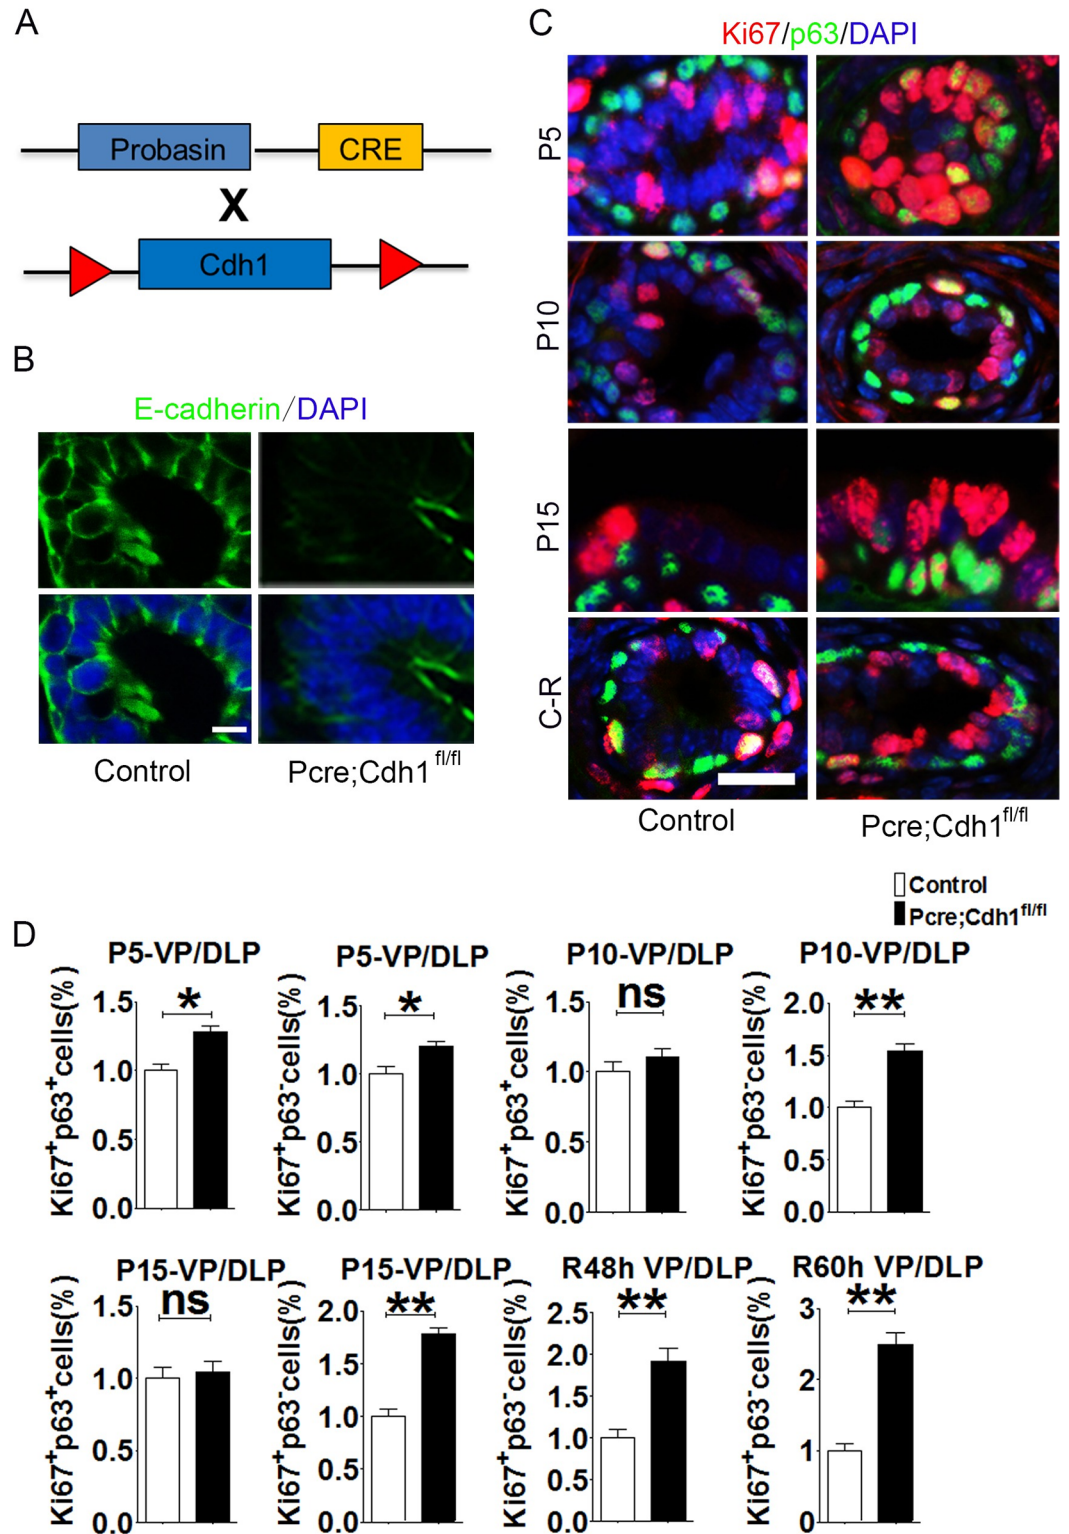 A
Probasin
CRE
X
Cdh1
B
E-cadherin/DAPI
Control
Pcre;Cdh1 fl/fl
C
Ki67/p63/DAPI
P5
P10
P15
C-R
Control
Pcre;Cdh1fl/fl
Control
Pcre;Cdh1fl/fl
D
P5-VP/DLP
Ki67+p63+cells(%)
1.5
1.0
0.5
0.0
*
P5-VP/DLP
Ki67+p63-cells(%)
1.5
1.0
0.5
0.0
*
P10-VP/DLP
Ki67+p63+cells(%)
1.5
1.0
0.5
0.0
ns
P10-VP/DLP
Ki67+p63-cells(%)
2.0
1.5
1.0
0.5
0.0
**
P15-VP/DLP
Ki67+p63+cells(%)
1.5
1.0
0.5
0.0
ns
P15-VP/DLP
Ki67+p63-cells(%)
2.0
1.5
1.0
0.5
0.0
**
R48h VP/DLP
Ki67+p63-cells(%)
2.5
2.0
1.5
1.0
0.5
0.0
**
R60h VP/DLP
Ki67+p63-cells(%)
3
2
1
0
**